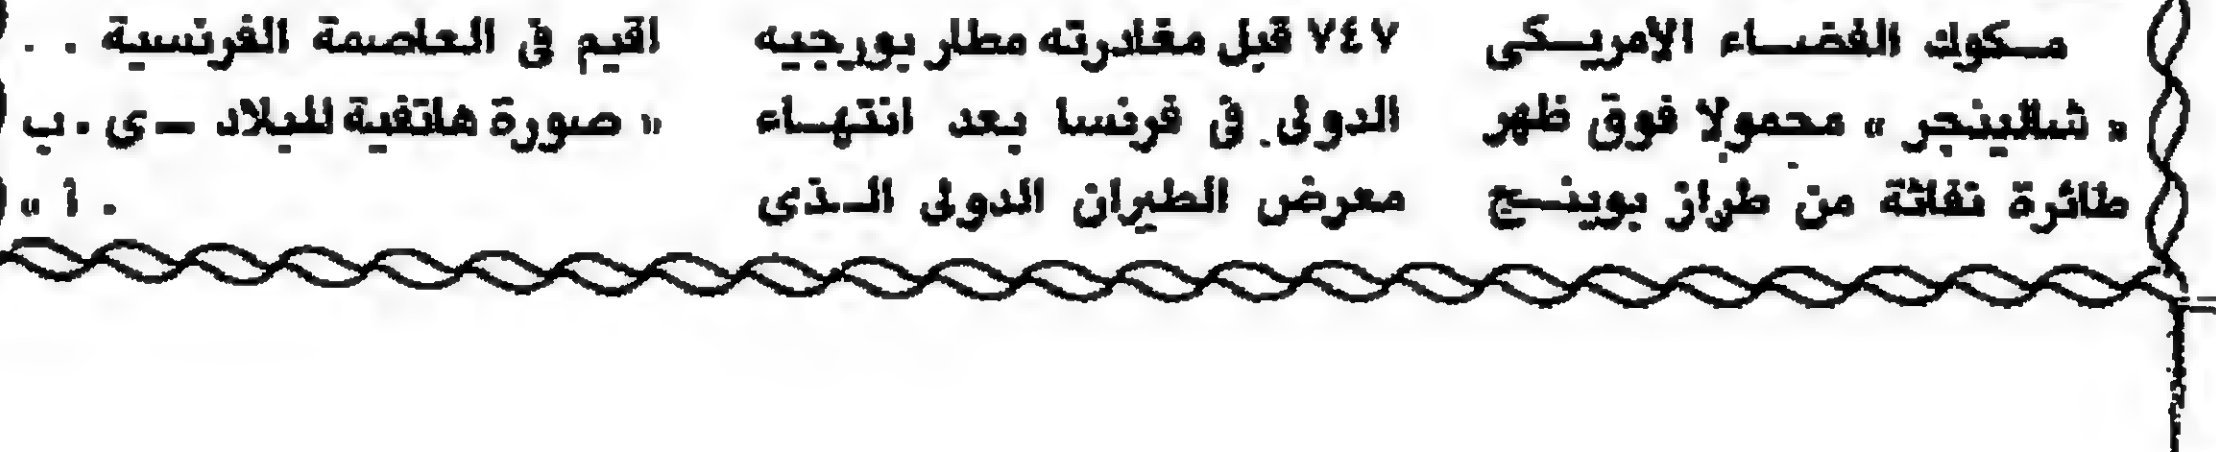 مكوك الفضاء الامريكى
« شالينجر » محمولا فوق ظهر
طائرة نفاثة من طراز بوينج
٧٤٧ قبل مغادرته مطار بورجيه
الدولى فى فرنسا بعد انتهاء
معرض الطيران الدولى الذى
اقيم فى العاصمة الفرنسية . .
« صورة هاتفية للبلاد - ى . ب
. أ »